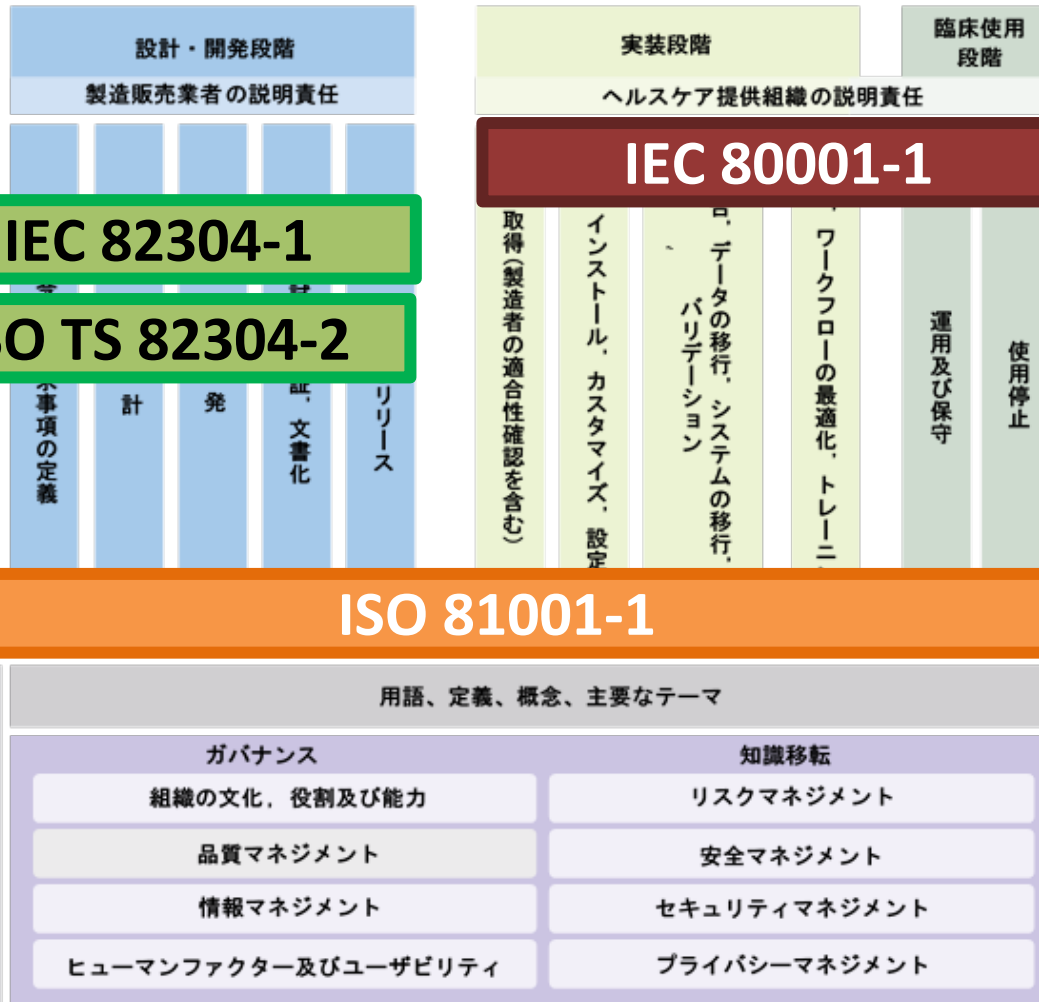 設計・開発段階
製造販売業者の説明責任
実装段階
臨床使用
段階
ヘルスケア提供組織の説明責任
IEC 80001-1
IEC 82304-1
TS 82304-2
事項の定義
計
発
証，文書化
リリース
取得（製造者の適合性確認を含む）
インストール，カスタマイズ，設定
データの移行，システムの移行，
バリデーション
ワークフローの最適化，トレーニ
運用及び保守
使用停止
ISO 81001-1
用語、定義、概念、主要なテーマ
ガバナンス
知識移転
組織の文化，役割及び能力
リスクマネジメント
品質マネジメント
安全マネジメント
情報マネジメント
セキュリティマネジメント
ヒューマンファクター及びユーザビリティ
プライバシーマネジメント